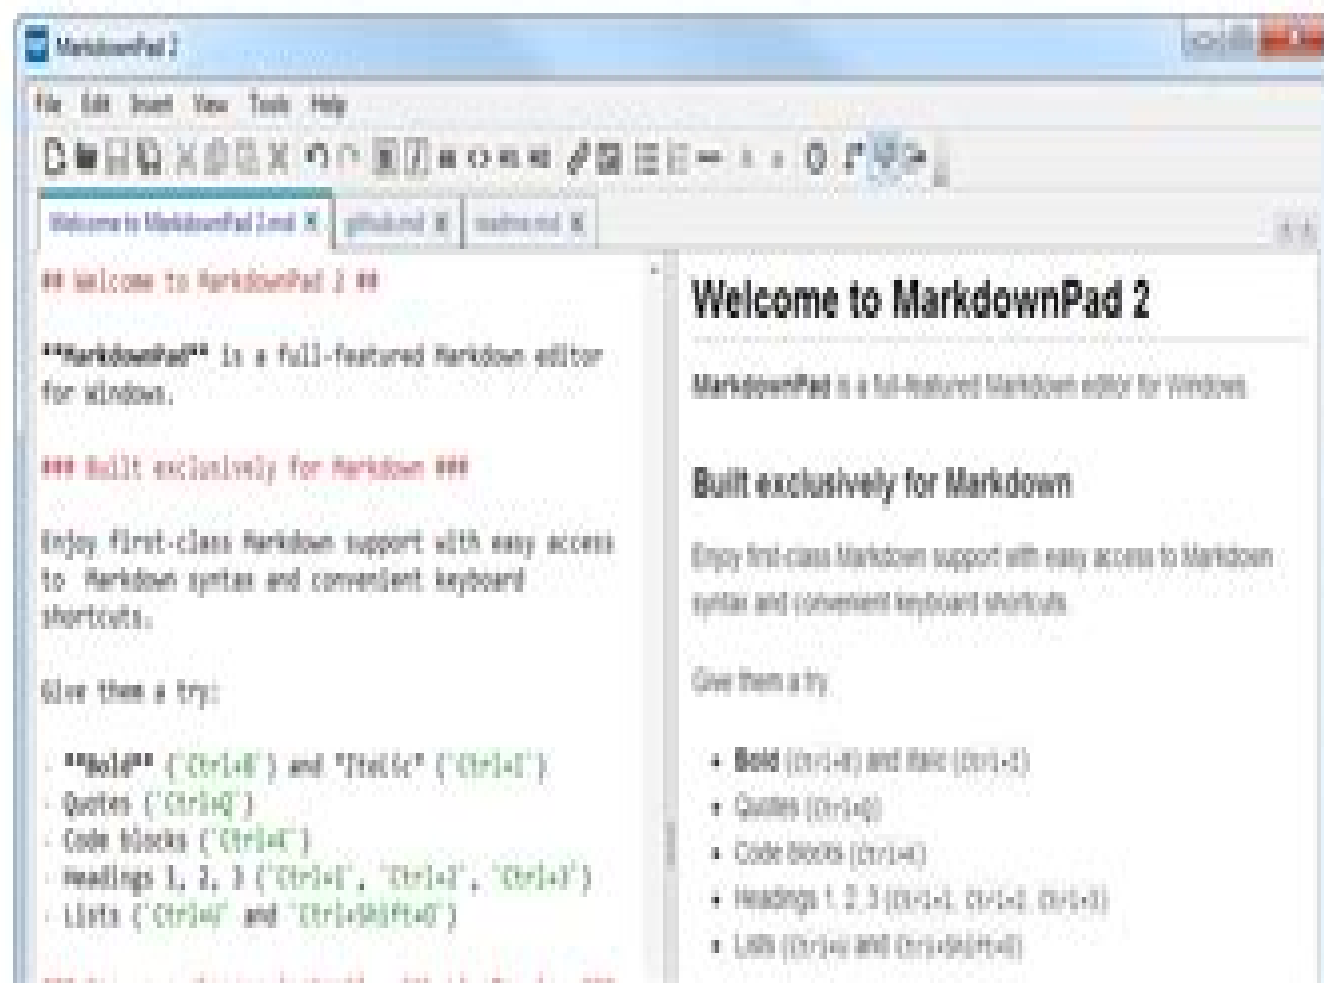 MarkdownPad 2
File Edit Insert View Tools Help
Welcome to MarkdownPad 2.md github.md readme.md
## Welcome to MarkdownPad 2 ##
**MarkdownPad** is a full-featured Markdown editor
for Windows.
### Built exclusively for Markdown ###
Enjoy first-class Markdown support with easy access
to Markdown syntax and convenient keyboard
shortcuts.
Give them a try:
- **Bold** (`Ctrl+B`) and *Italic* (`Ctrl+I`)
- Quotes (`Ctrl+Q`)
- Code blocks (`Ctrl+K`)
- Headings 1, 2, 3 (`Ctrl+1`, `Ctrl+2`, `Ctrl+3`)
- Lists (`Ctrl+U` and `Ctrl+Shift+O`)
Welcome to MarkdownPad 2
MarkdownPad is a full-featured Markdown editor for Windows.
Built exclusively for Markdown
Enjoy first-class Markdown support with easy access to Markdown
syntax and convenient keyboard shortcuts.
Give them a try:
• Bold (Ctrl+B) and Italic (Ctrl+I)
• Quotes (Ctrl+Q)
• Code blocks (Ctrl+K)
• Headings 1, 2, 3 (Ctrl+1, Ctrl+2, Ctrl+3)
• Lists (Ctrl+U and Ctrl+Shift+O)